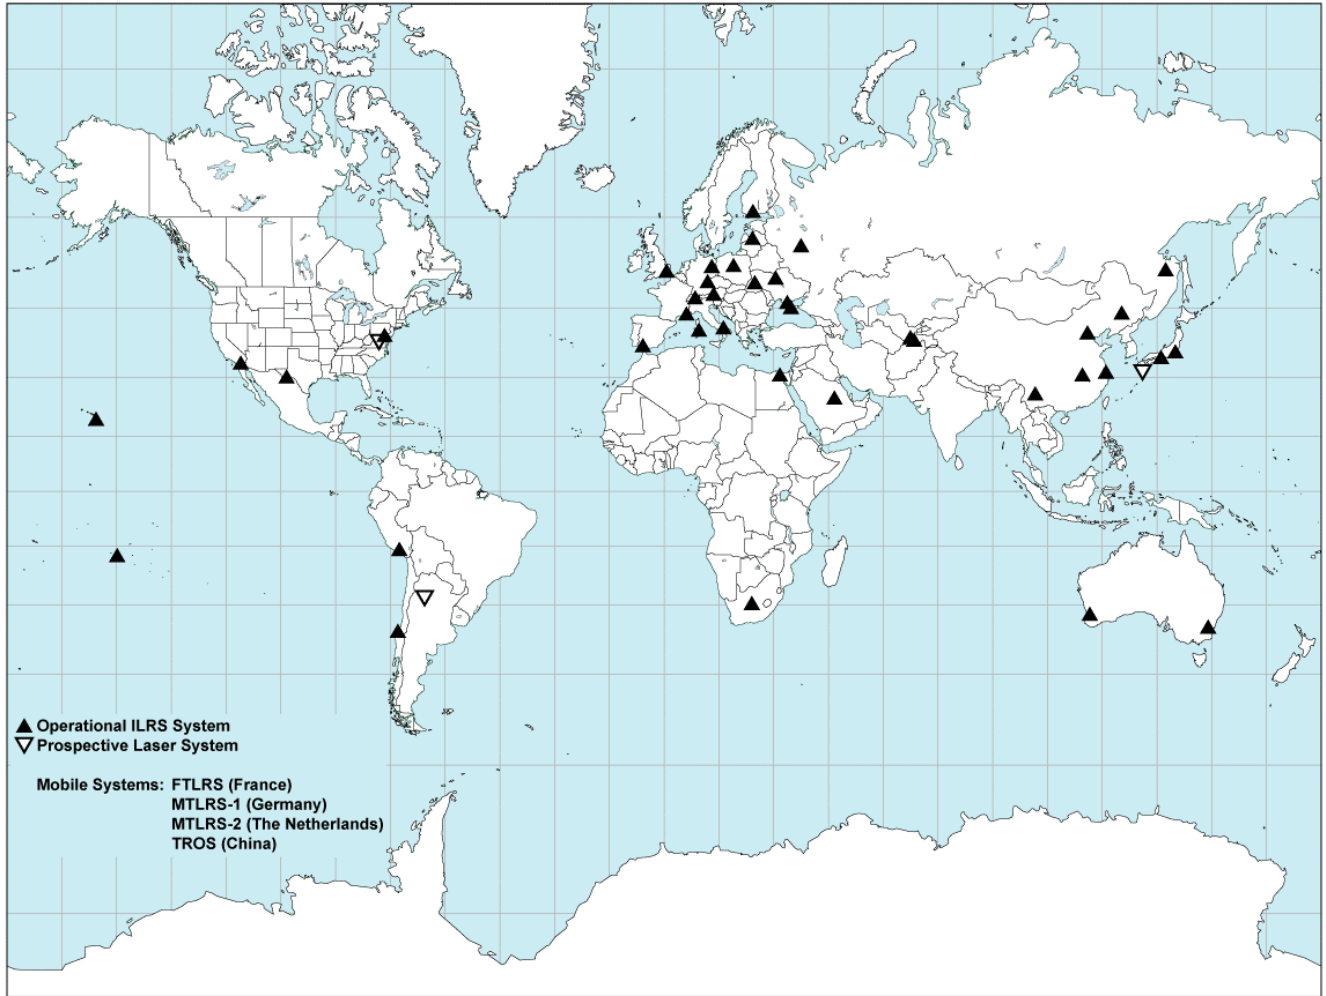 Operational ILRS System
Prospective Laser System
Mobile Systems: FTLRS (France)
MTLRS-1 (Germany)
MTLRS-2 (The Netherlands)
TROS (China)